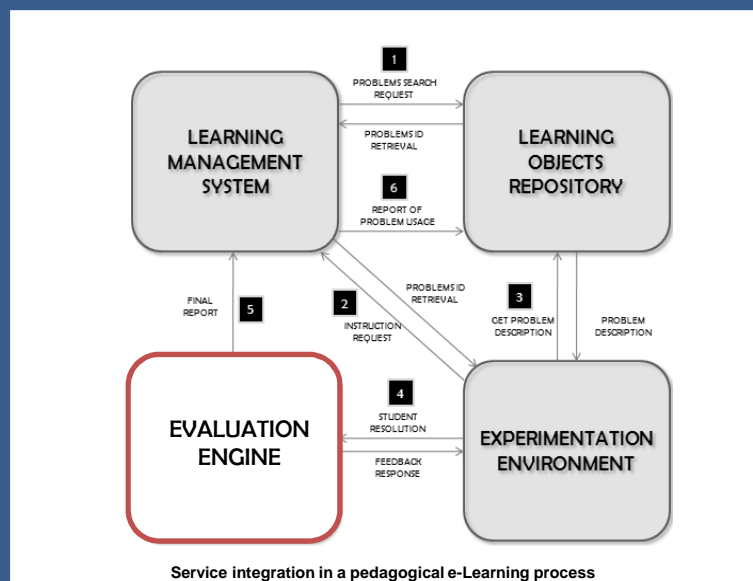 1
PROBLEMS SEARCH
REQUEST
LEARNING
MANAGEMENT
SYSTEM
PROBLEMS ID
RETRIEVAL
LEARNING
OBJECTS
REPOSITORY
6
REPORT OF
PROBLEM USAGE
PROBLEMS ID
RETRIEVAL
2
INSTRUCTION
REQUEST
3
GET PROBLEM
DESCRIPTION
PROBLEM
DESCRIPTION
FINAL
REPORT
5
4
STUDENT
RESOLUTION
EVALUATION
ENGINE
FEEDBACK
RESPONSE
EXPERIMENTATION
ENVIRONMENT
Service integration in a pedagogical e-Learning process